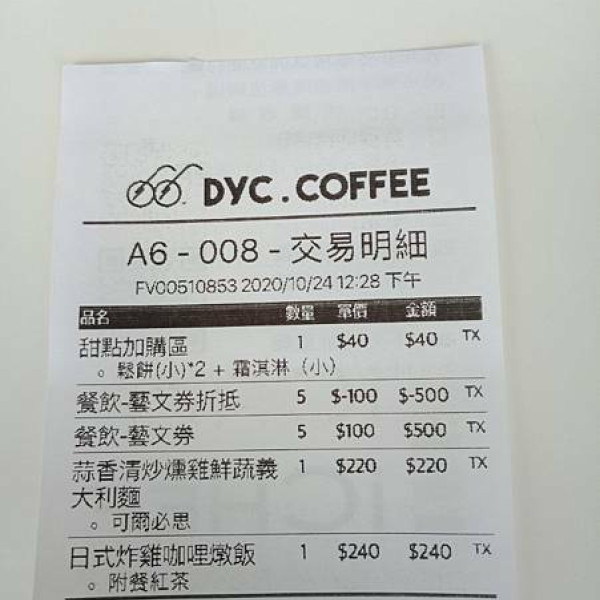 DYC.COFFEE
A6 - 008 - 交易明細
FV00510853 2020/10/24 12:28 下午
品名 數量 單價 金額
甜點加購區 1 $40 $40 TX
。鬆餅(小)*2 + 霜淇淋（小）
餐飲-藝文券折抵 5 $-100 $-500 TX
餐飲-藝文券 5 $100 $500 TX
蒜香清炒燻雞鮮蔬義 1 $220 $220 TX
大利麵
。可爾必思
日式炸雞咖哩燉飯 1 $240 $240 TX
。附餐紅茶